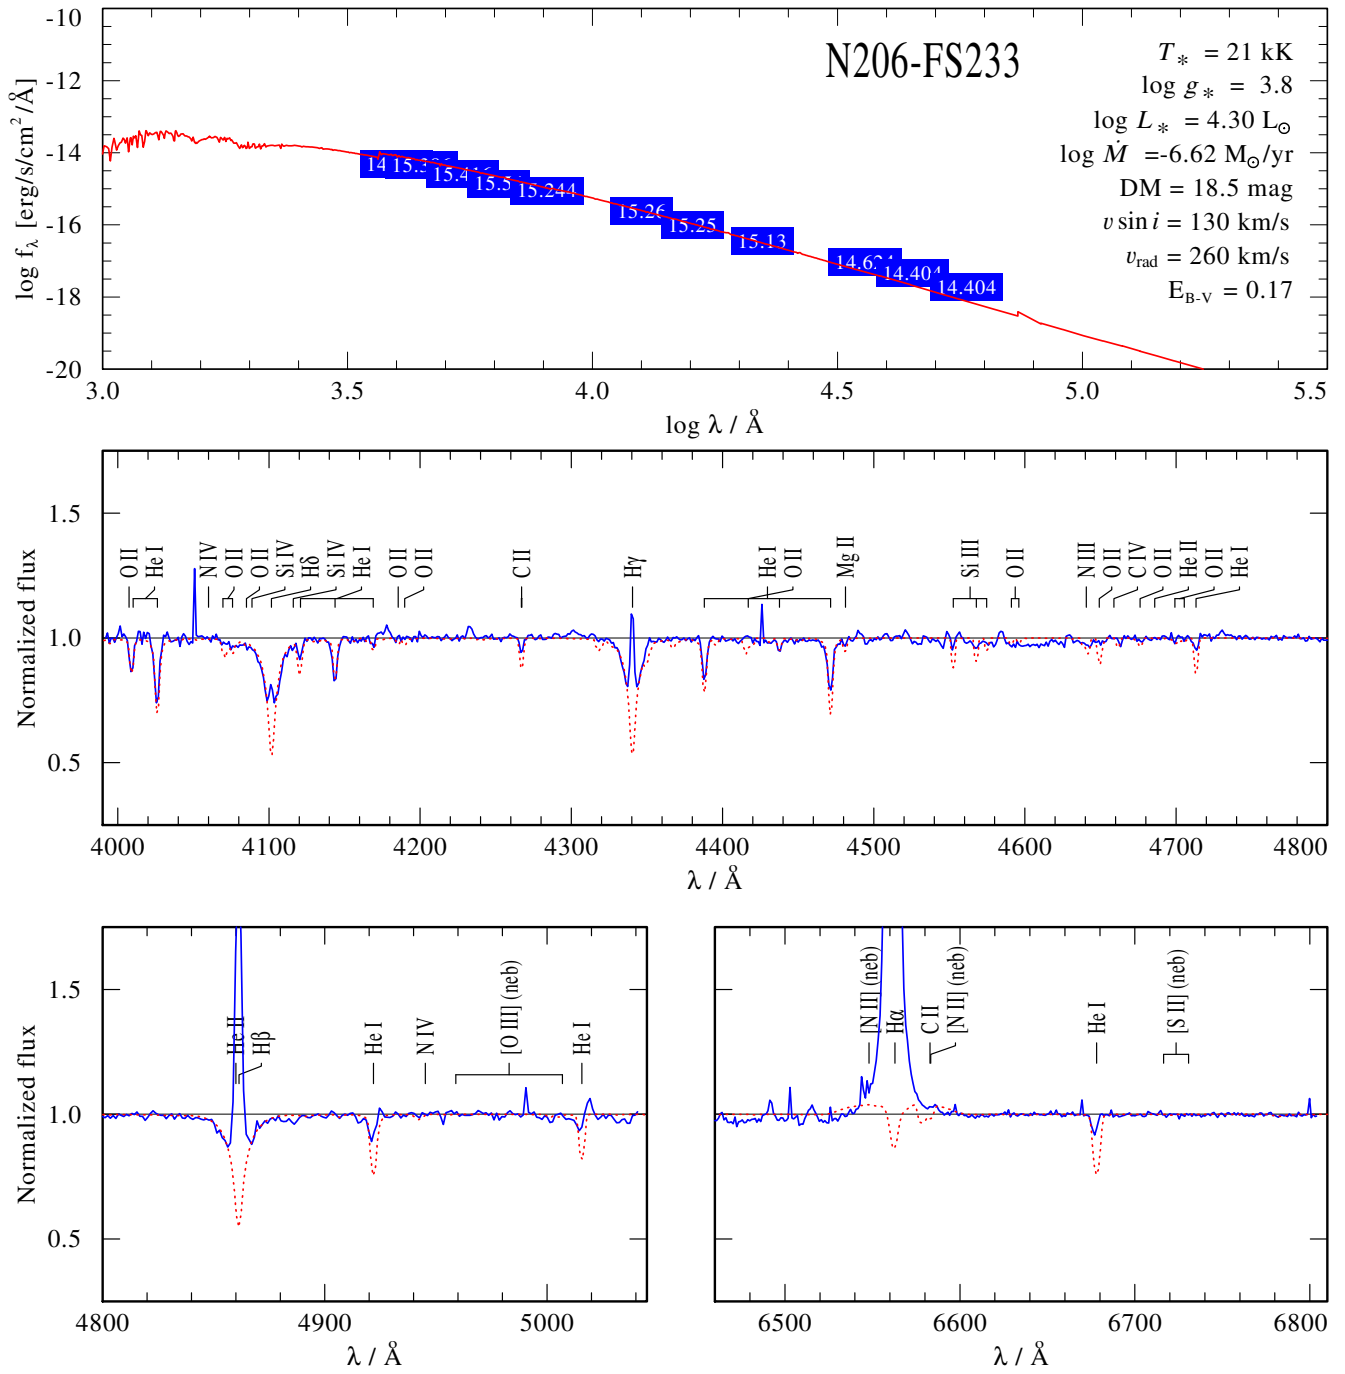 N206-FS233
T* = 21 kK
log g* = 3.8
log L* = 4.30 L⊙
log Ṁ =-6.62 M⊙/yr
DM = 18.5 mag
v sin i = 130 km/s
vrad = 260 km/s
EB-V = 0.17
log fλ [erg/s/cm²/Å]
-10
-12
-14
-16
-18
-20
15.244
15.26
15.25
15.13
14.404
14.404
3.0 3.5 4.0 4.5 5.0 5.5
log λ / Å
Normalized flux
1.5
1.0
0.5
O II
He I
N IV
O II
O II
Si IV
Hδ
Si IV
He I
O II
O II
C II
Hγ
He I
O II
Mg II
Si III
O II
N III
O II
C IV
O II
He II
O II
He I
4000 4100 4200 4300 4400 4500 4600 4700 4800
λ / Å
Normalized flux
1.5
1.0
0.5
He II
Hβ
He I
N IV
[O III] (neb)
He I
4800 4900 5000
λ / Å
1.5
1.0
0.5
[N II] (neb)
Hα
C II
[N II] (neb)
He I
[S II] (neb)
6500 6600 6700 6800
λ / Å